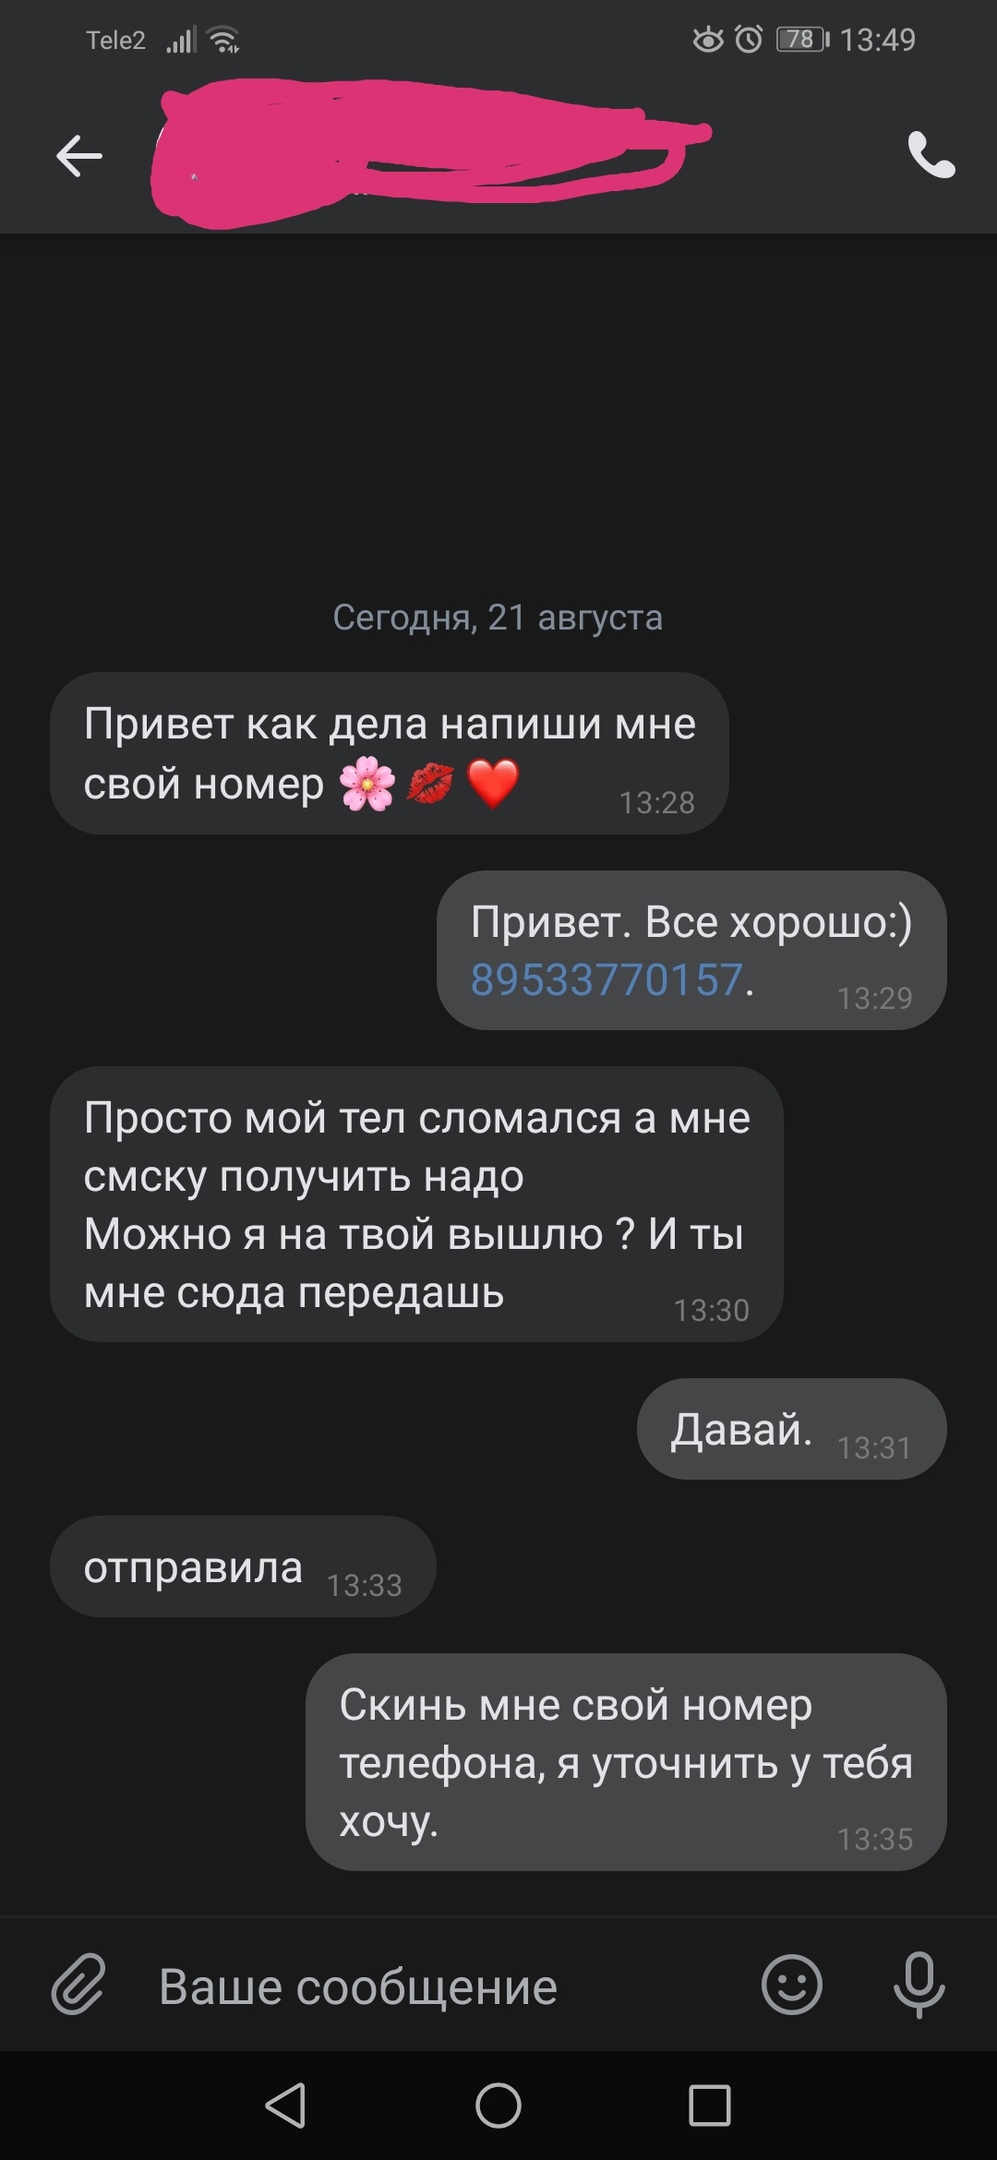 Tele2 78 13:49
Сегодня, 21 августа
Привет как дела напиши мне
свой номер 🌸💋❤️ 13:28
Привет. Все хорошо:)
89533770157. 13:29
Просто мой тел сломался а мне
смску получить надо
Можно я на твой вышлю ? И ты
мне сюда передашь 13:30
Давай. 13:31
отправила 13:33
Скинь мне свой номер
телефона, я уточнить у тебя
хочу. 13:35
Ваше сообщение